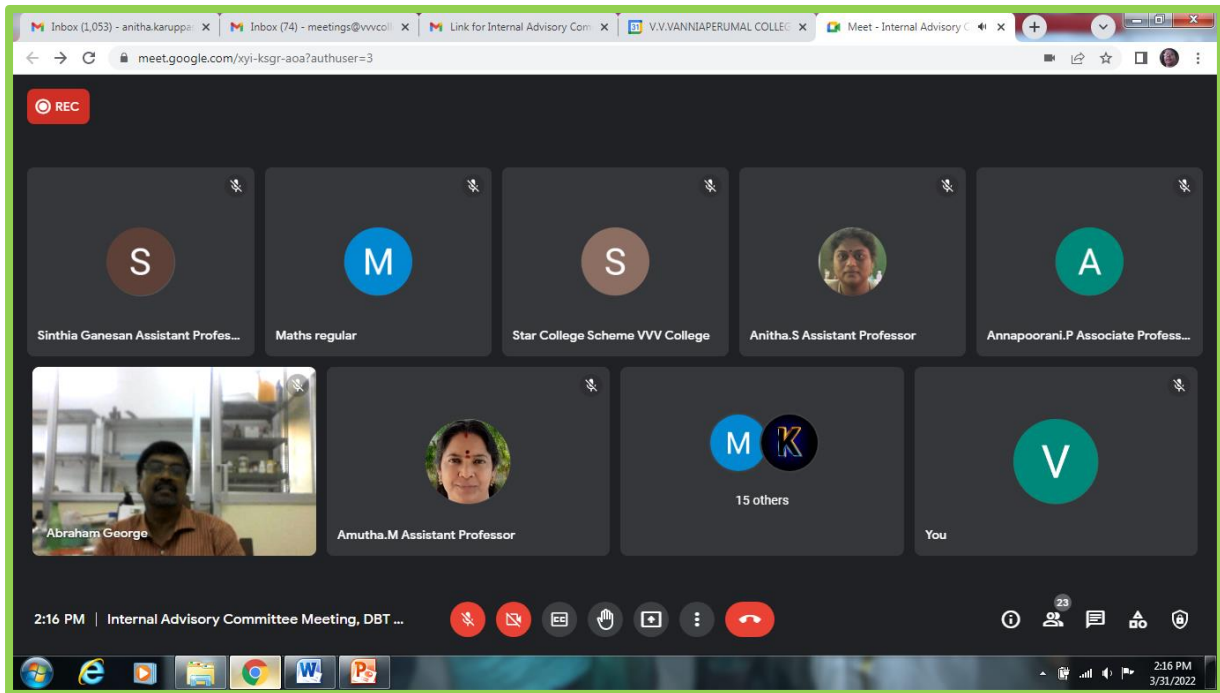 Inbox (1,053) - anitha.karuppa
Inbox (74) - meetings@vvvcoll
Link for Internal Advisory Com
31
V.V.VANNIAPERUMAL COLLEG
Meet - Internal Advisory C
meet.google.com/xyi-ksgr-aoa?authuser=3
REC
S
Sinthia Ganesan Assistant Profes...
M
Maths regular
S
Star College Scheme VVV College
Anitha.S Assistant Professor
A
Annapoorani.P Associate Profess...
Abraham George
Amutha.M Assistant Professor
M K
15 others
V
You
2:16 PM | Internal Advisory Committee Meeting, DBT ...
CC
23
W
P
2:16 PM
3/31/2022